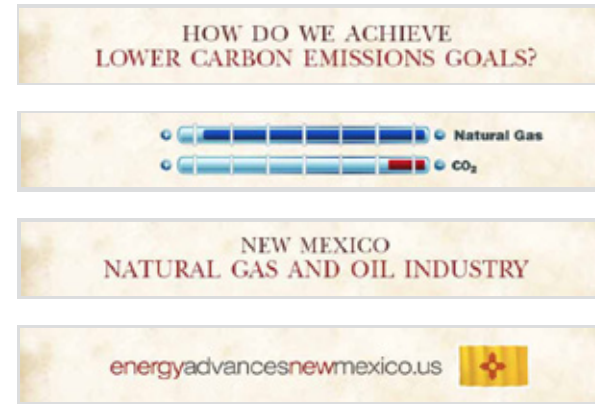 HOW DO WE ACHIEVE
LOWER CARBON EMISSIONS GOALS?
Natural Gas
CO₂
NEW MEXICO
NATURAL GAS AND OIL INDUSTRY
energyadvancesnewmexico.us